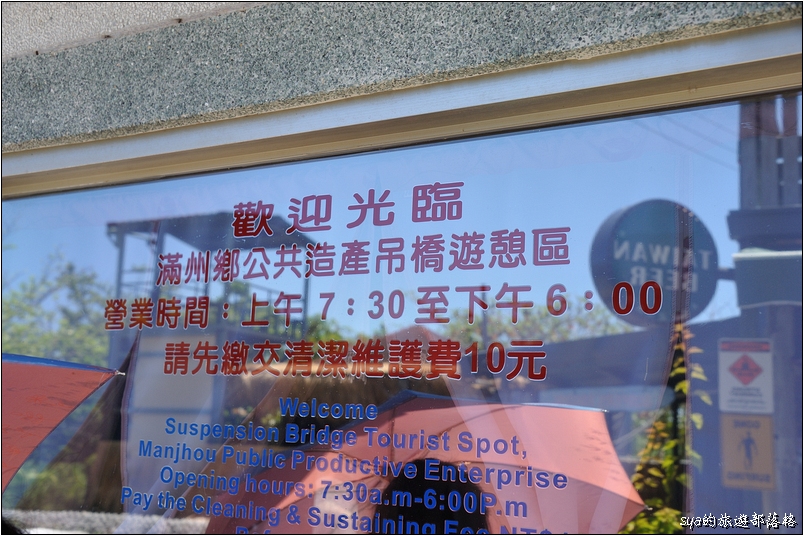 歡迎光臨
滿州鄉公共造產吊橋遊憩區
營業時間：上午 7：30 至下午 6：00
請先繳交清潔維護費10元
Welcome
Suspension Bridge Tourist Spot,
Manjhou Public Productive Enterprise
Opening hours: 7:30a.m-6:00P.m
Pay the Cleaning & Sustaining Fee NT$
TAIWAN
BEER
sya的旅遊部落格